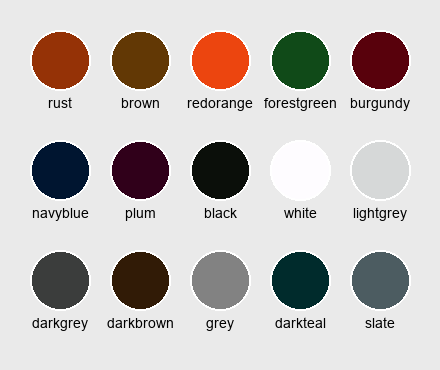 rust brown redorange forestgreen burgundy
navyblue plum black white lightgrey
darkgrey darkbrown grey darkteal slate